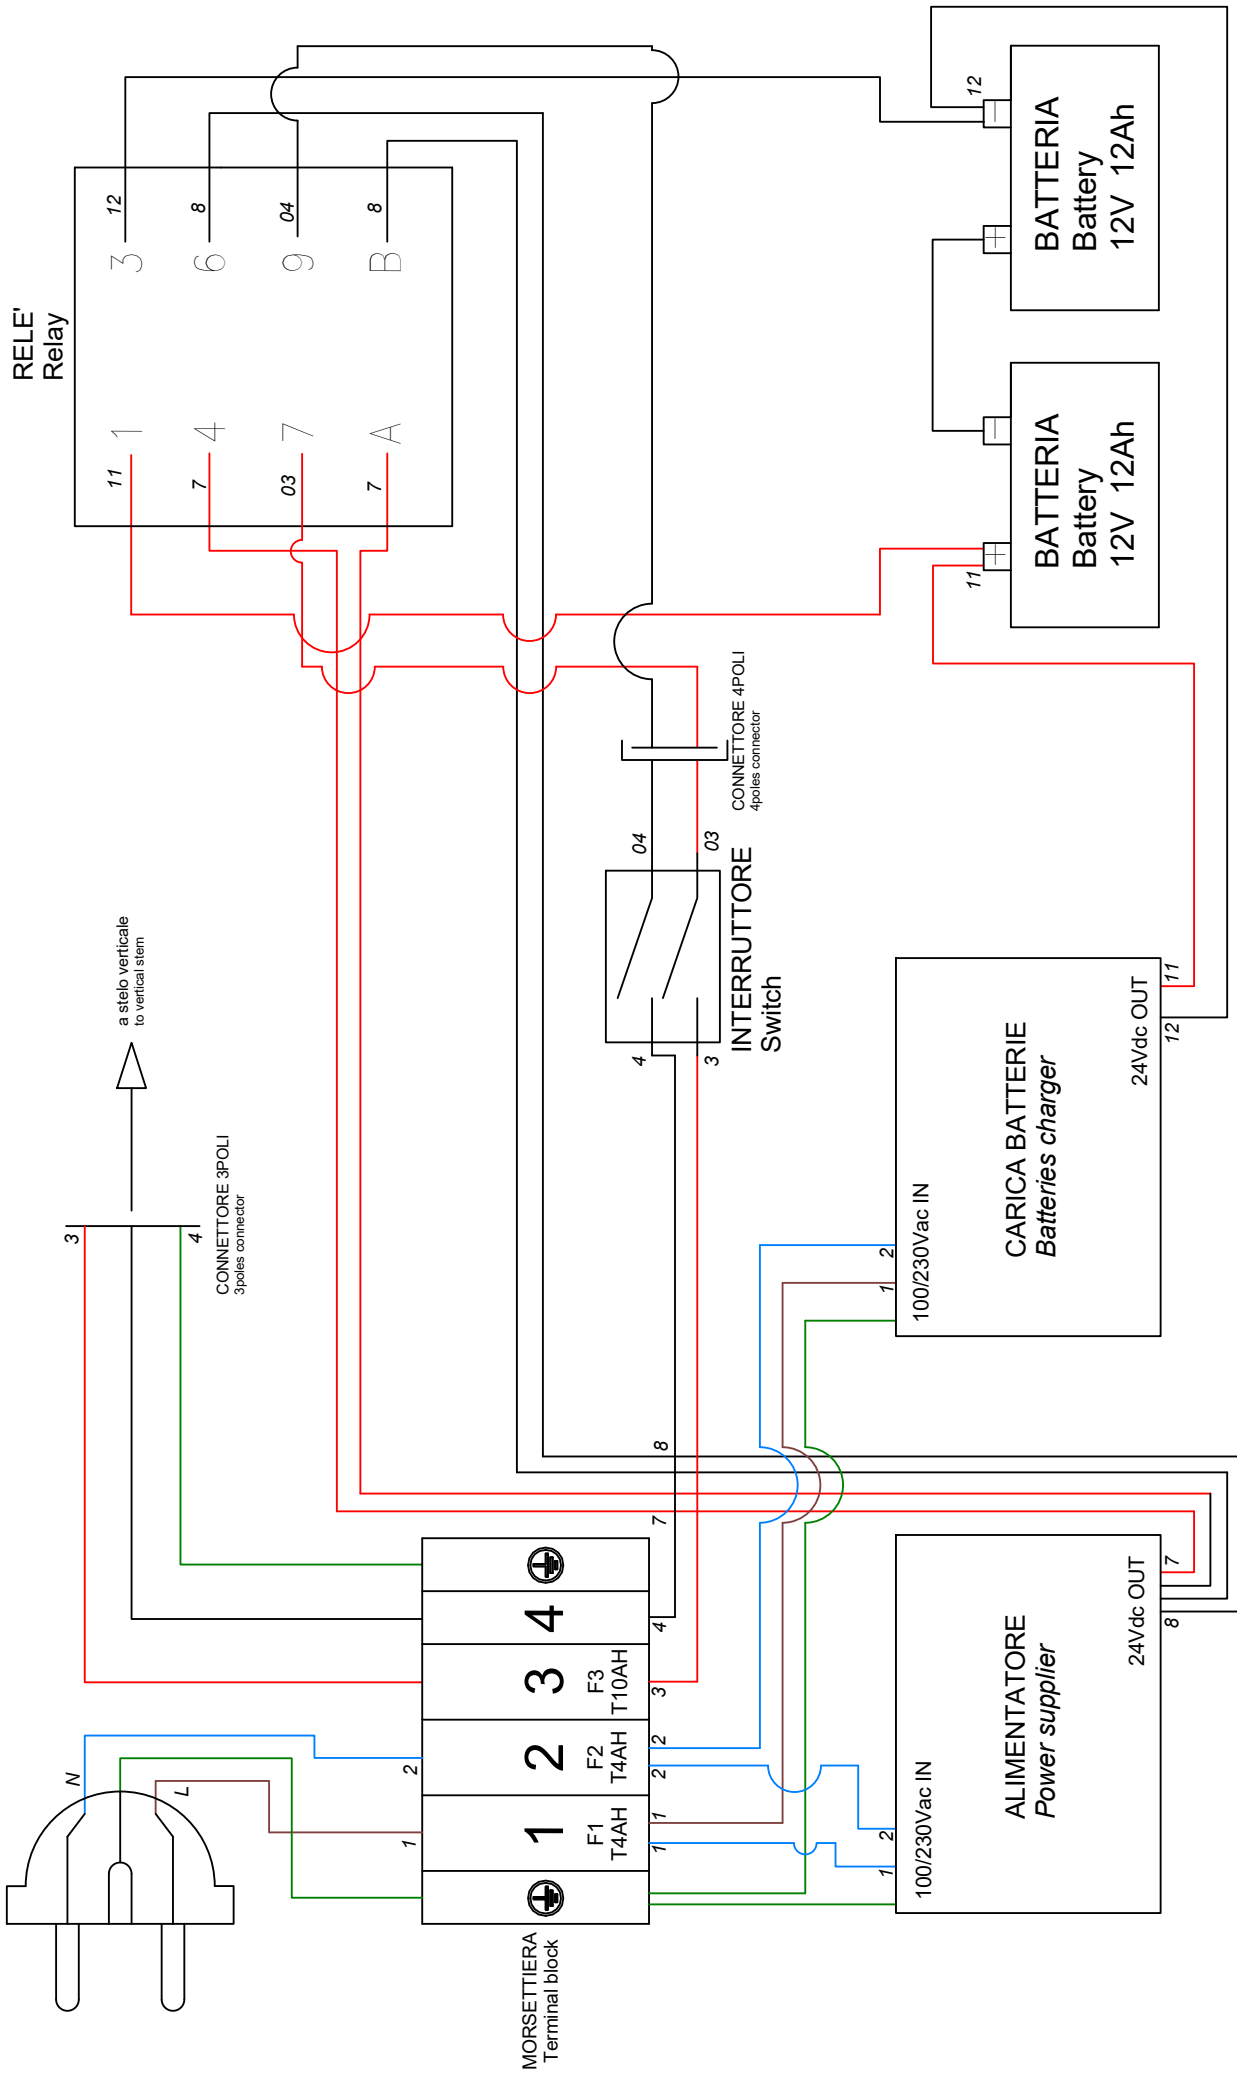 RELE'
Relay
1
4
7
A
3
6
9
B
11
7
03
7
12
8
04
8
a stelo verticale
to vertical stem
CONNETTORE 3POLI
3poles connector
3
4
N
L
MORSETTIERA
Terminal block
1
2
1
2
3
4
F1
T4AH
F2
T4AH
F3
T10AH
1
1
2
2
3
4
7
8
INTERRUTTORE
Switch
4
3
04
03
CONNETTORE 4POLI
4poles connector
ALIMENTATORE
Power supplier
100/230Vac IN
1
2
24Vdc OUT
8
7
CARICA BATTERIE
Batteries charger
100/230Vac IN
1
2
24Vdc OUT
12
11
BATTERIA
Battery
12V 12Ah
+
−
11
BATTERIA
Battery
12V 12Ah
+
−
12